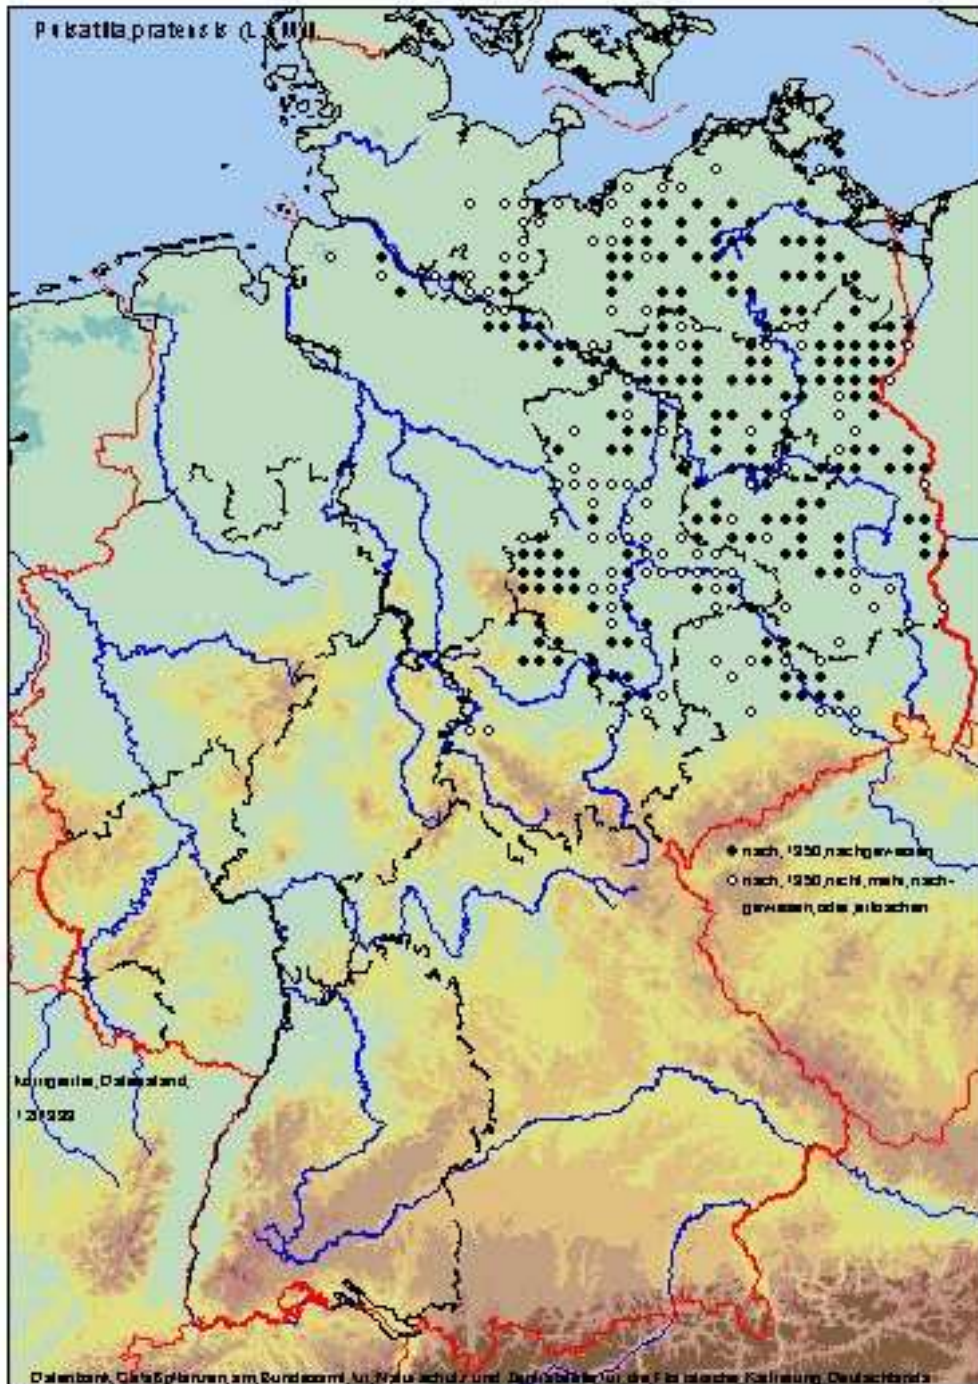 Pulsatilla pratensis (L.) Mill.
nach 1950 nachgewiesen
nach 1950 nicht mehr nach-
gewiesen oder erloschen
Datenstand
Datenbank Gefäßpflanzen am Bundesamt für Naturschutz und Zentralstelle für die Floristische Kartierung Deutschlands